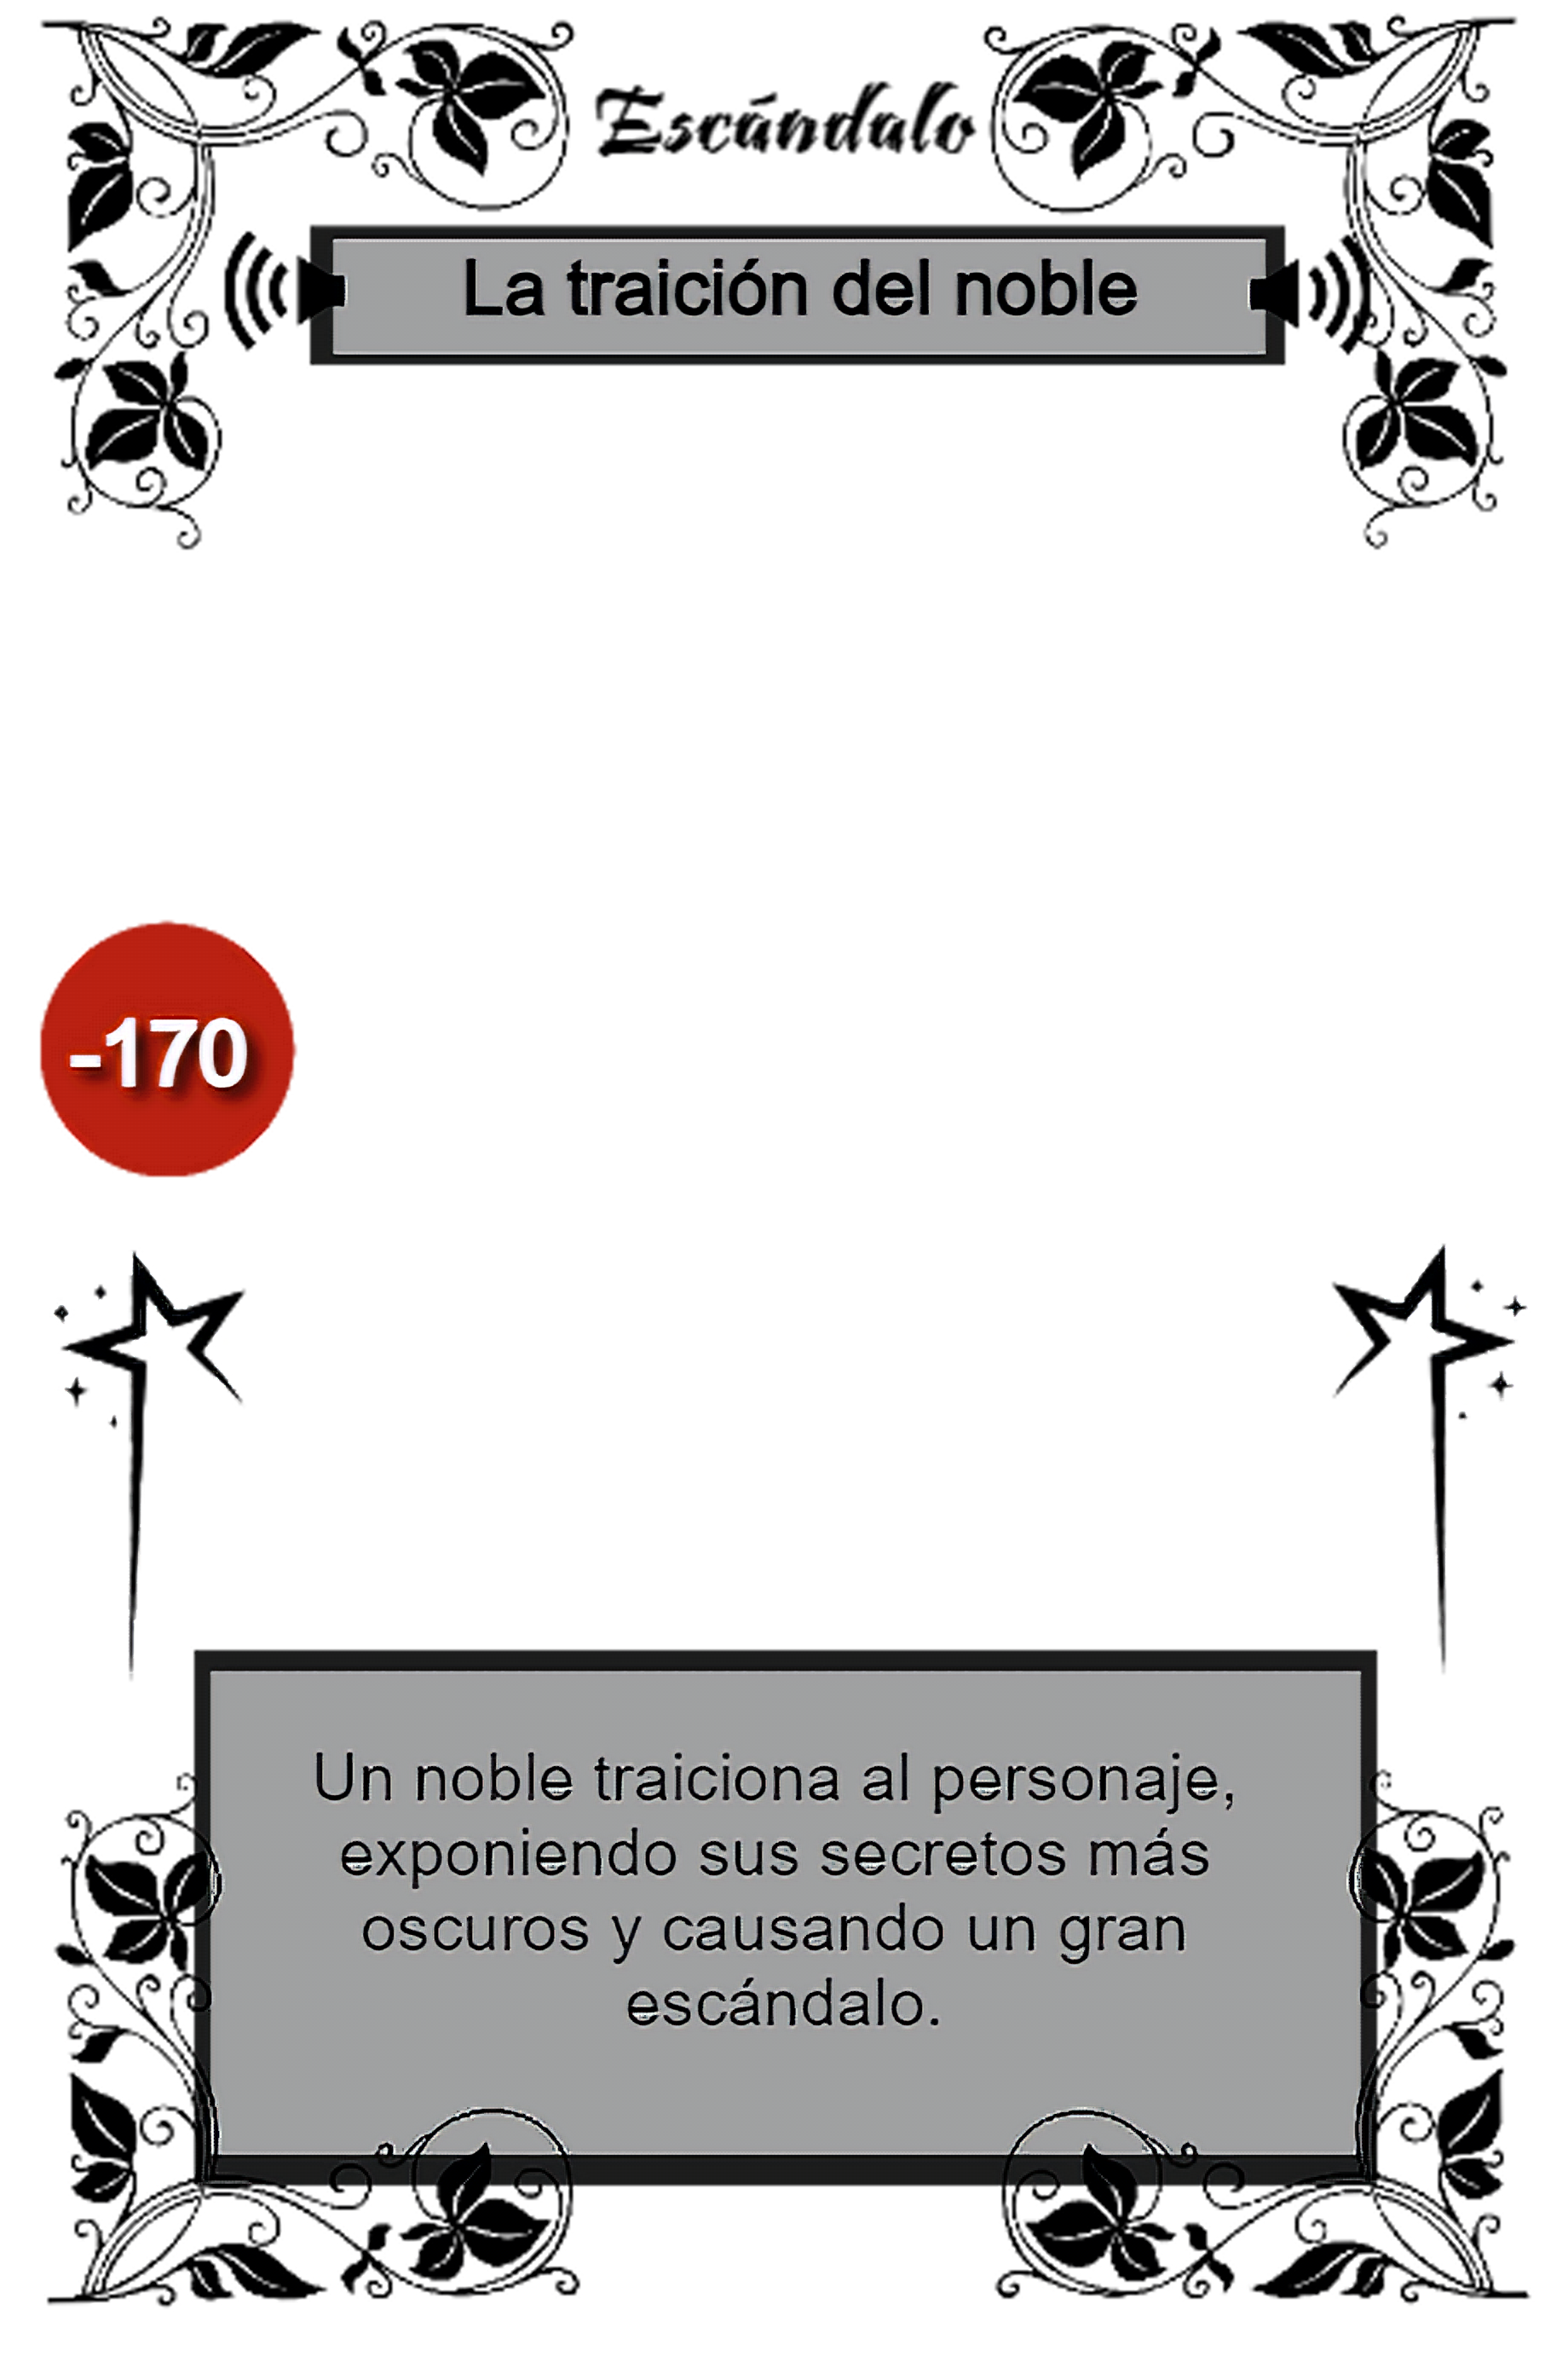 Escándalo
La traición del noble
-170
Un noble traiciona al personaje,
exponiendo sus secretos más
oscuros y causando un gran
escándalo.